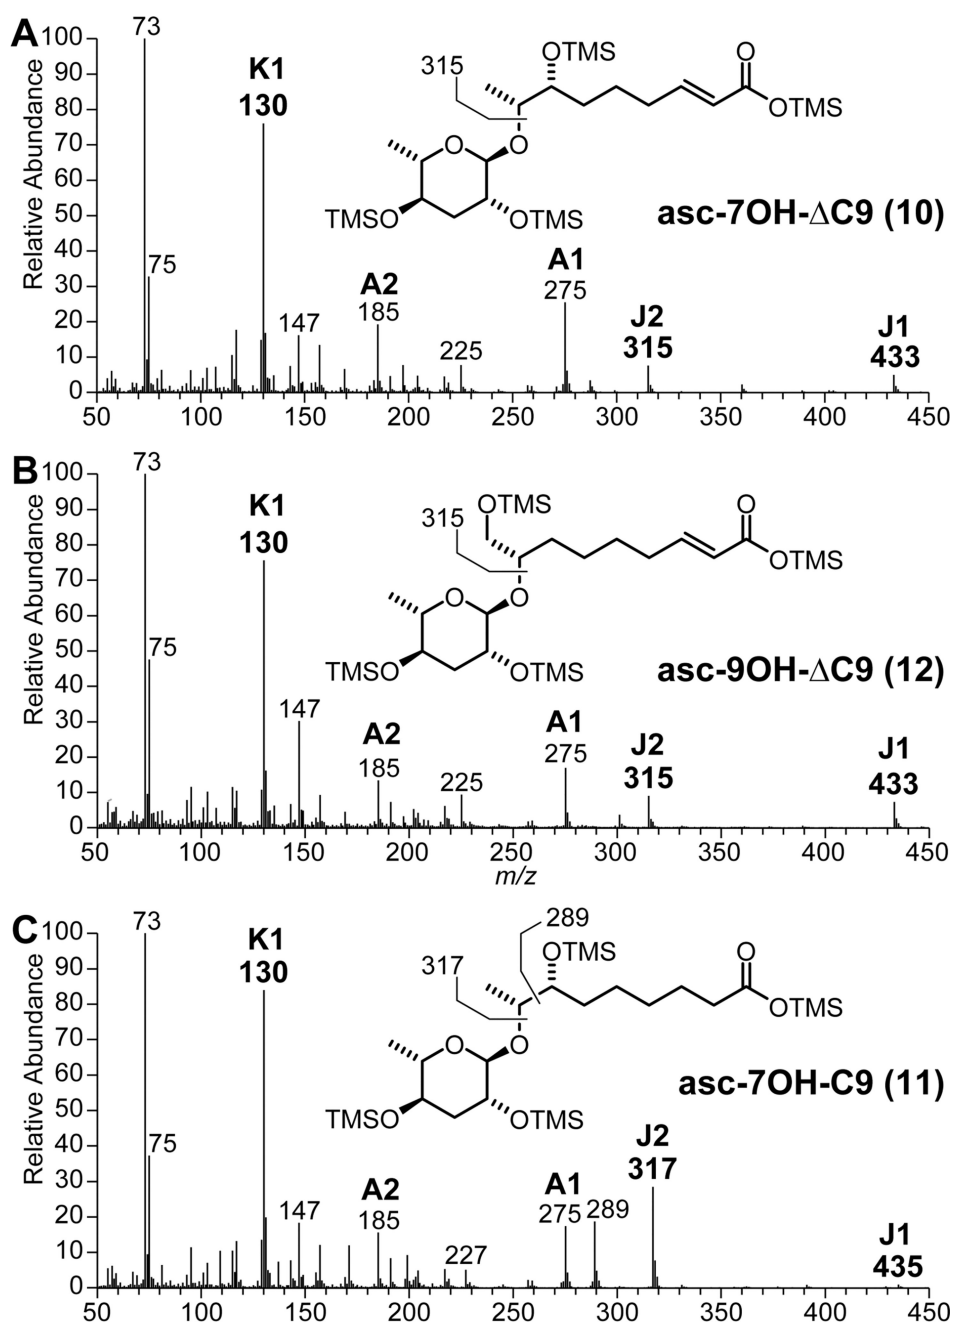 A
Relative Abundance
100
90
80
70
60
50
40
30
20
10
0
73
K1
130
75
147
A2
185
225
A1
275
J2
315
J1
433
315
OTMS
O
OTMS
O
O
TMSO
OTMS
asc-7OH-ΔC9 (10)
50 100 150 200 250 300 350 400 450
B
Relative Abundance
100
90
80
70
60
50
40
30
20
10
0
73
K1
130
75
147
A2
185
225
A1
275
J2
315
J1
433
OTMS
315
O
OTMS
O
O
TMSO
OTMS
asc-9OH-ΔC9 (12)
50 100 150 200 250 300 350 400 450
m/z
C
Relative Abundance
100
90
80
70
60
50
40
30
20
10
0
73
K1
130
75
147
A2
185
227
A1
275
289
J2
317
J1
435
289
317
OTMS
O
OTMS
O
O
TMSO
OTMS
asc-7OH-C9 (11)
50 100 150 200 250 300 350 400 450